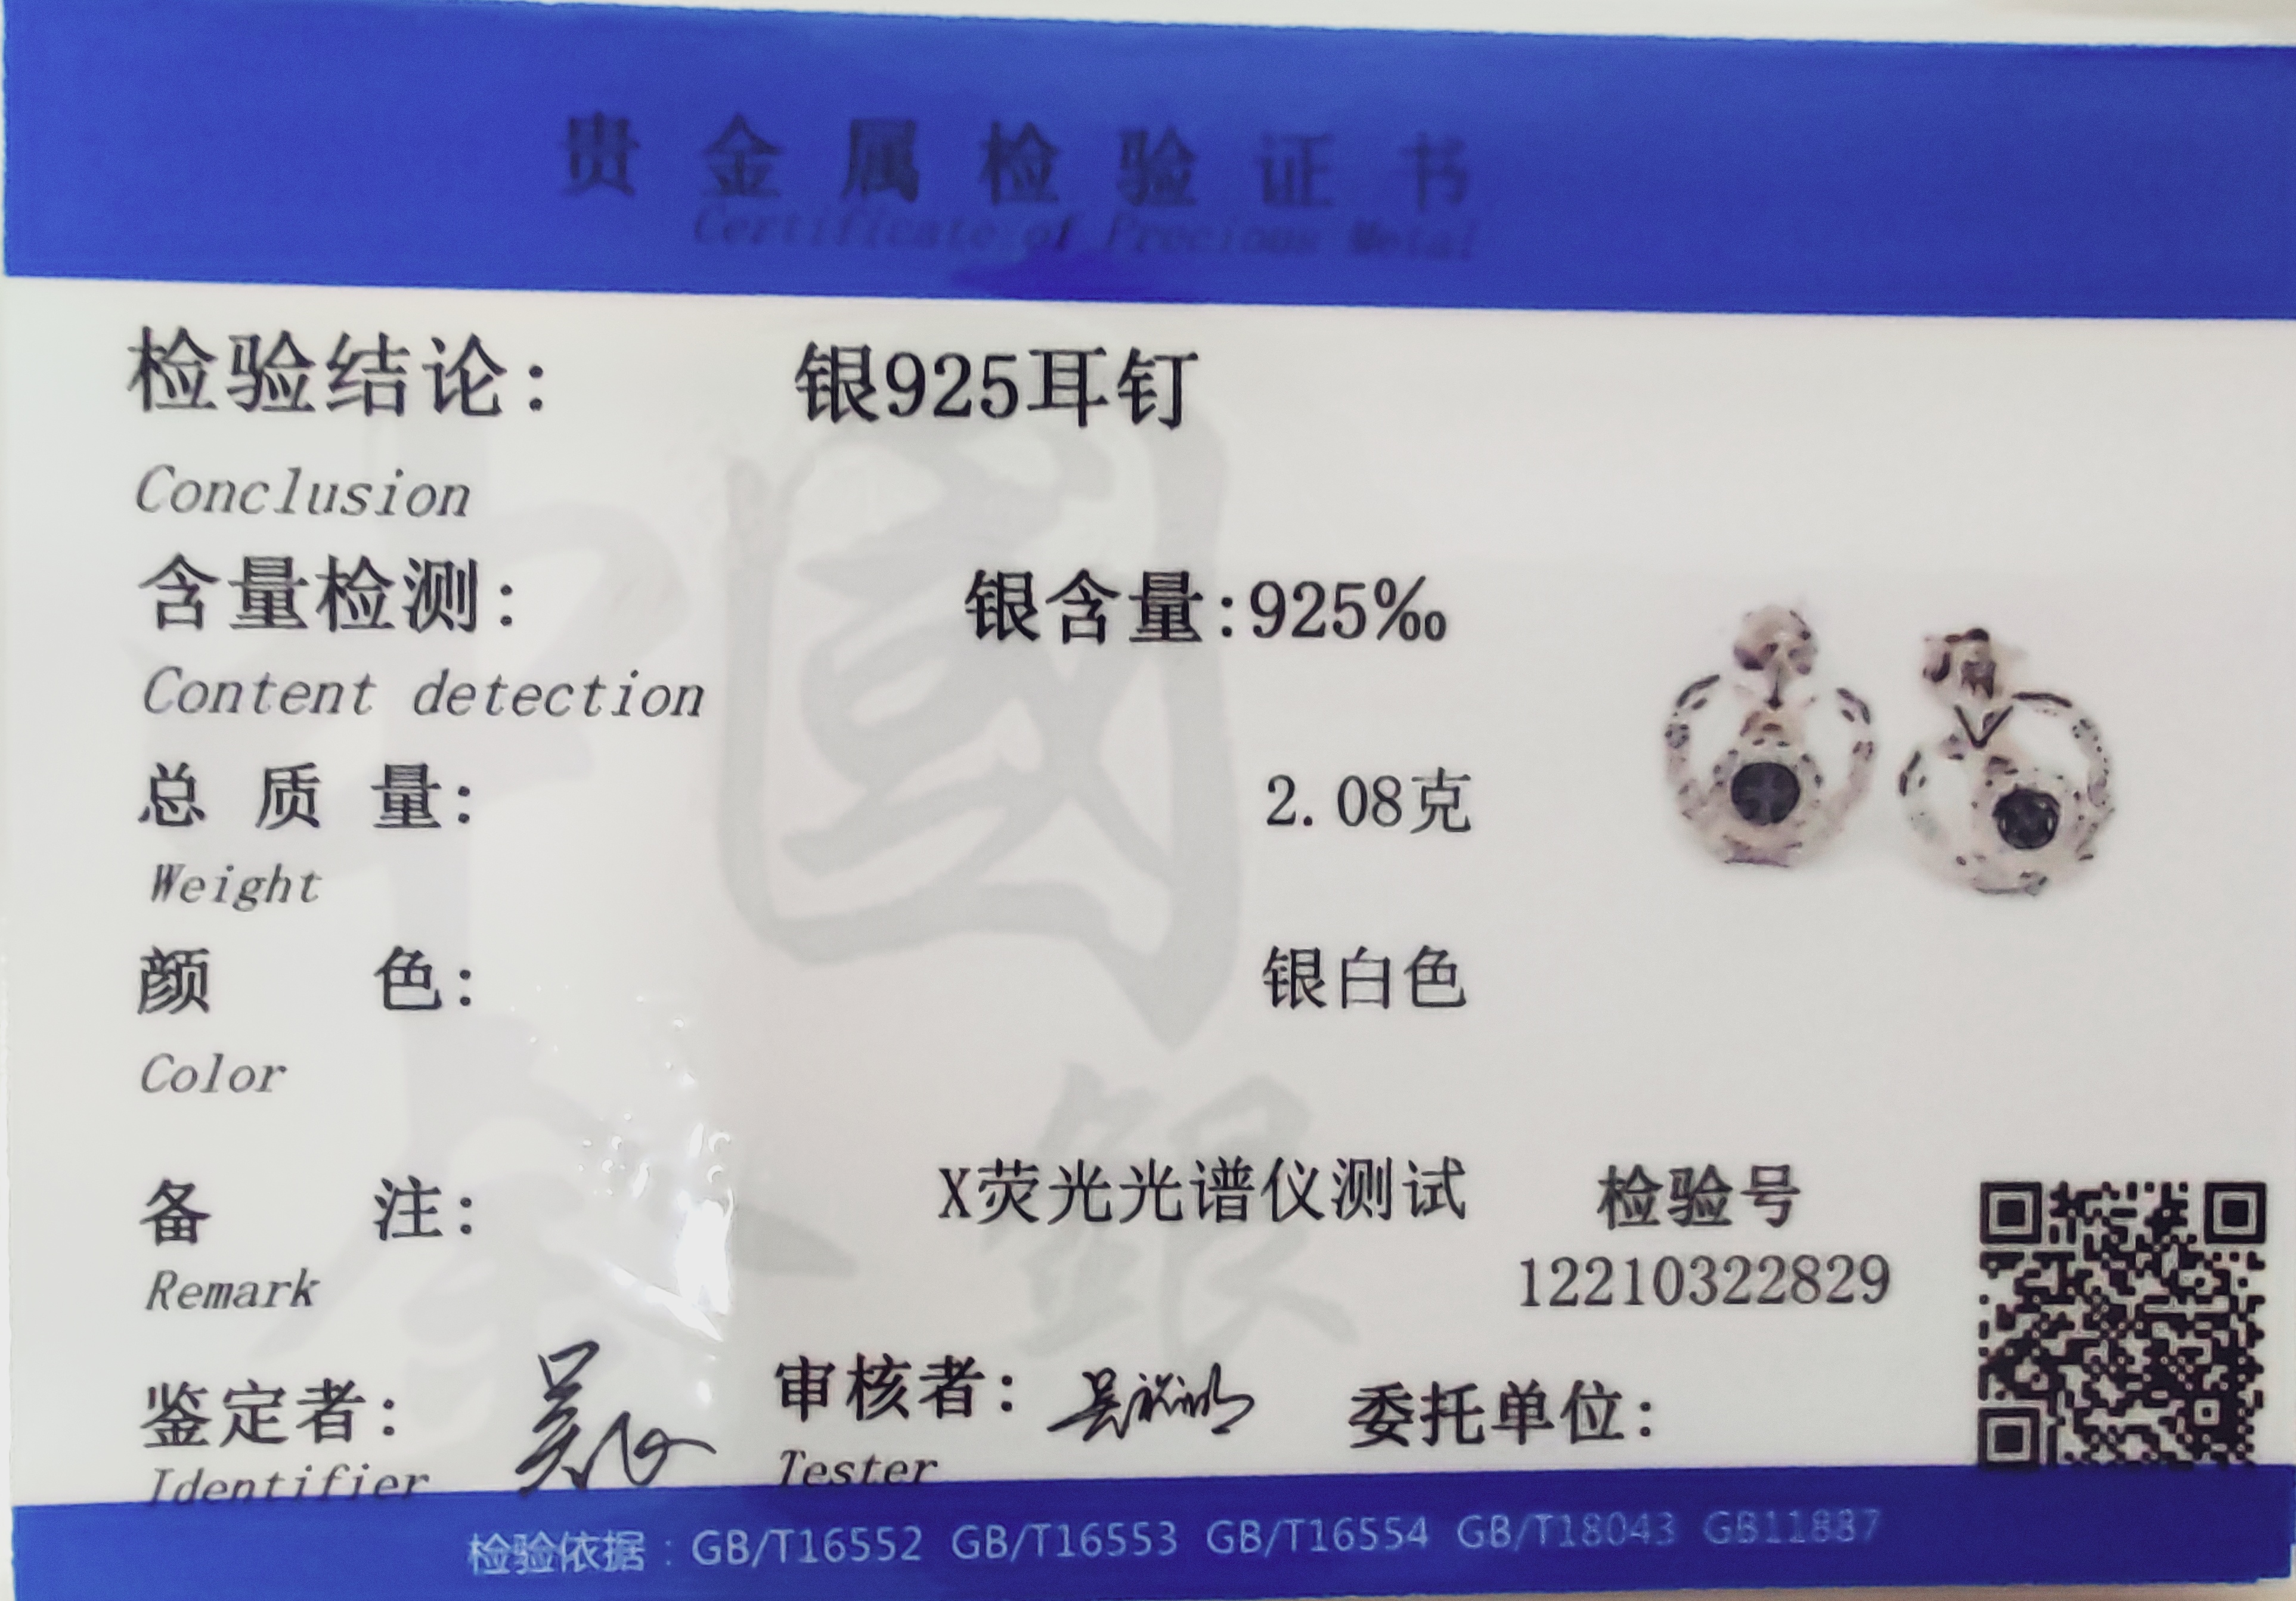 贵金属检验证书
Certificate of Precious Metal
检验结论: 银925耳钉
Conclusion
含量检测: 银含量:925‰
Content detection
总质量: 2.08克
Weight
颜色: 银白色
Color
备注: X荧光光谱仪测试 检验号
Remark 12210322829
鉴定者: 审核者: 委托单位:
Identifier Tester
检验依据:GB/T16552 GB/T16553 GB/T16554 GB/T18043 GB11887
國
銀